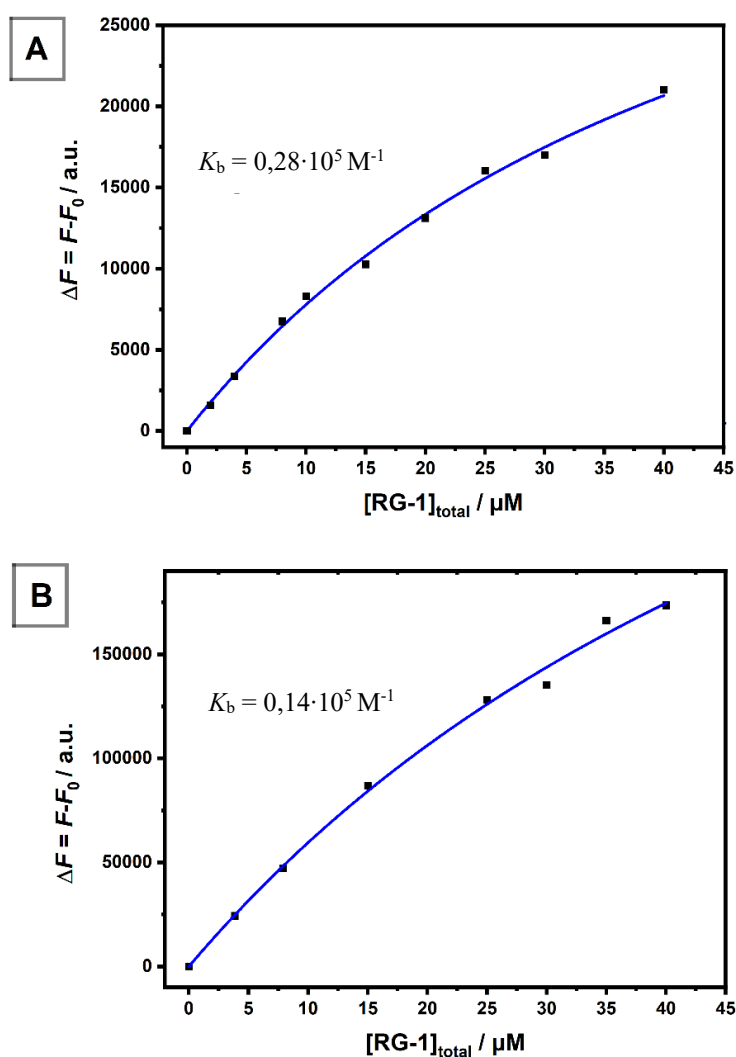 A
25000
20000
15000
10000
5000
0
ΔF = F-F₀ / a.u.
K_b = 0,28·10⁵ M⁻¹
0 5 10 15 20 25 30 35 40 45
[RG-1]total / µM
B
150000
100000
50000
0
ΔF = F-F₀ / a.u.
K_b = 0,14·10⁵ M⁻¹
0 5 10 15 20 25 30 35 40 45
[RG-1]total / µM